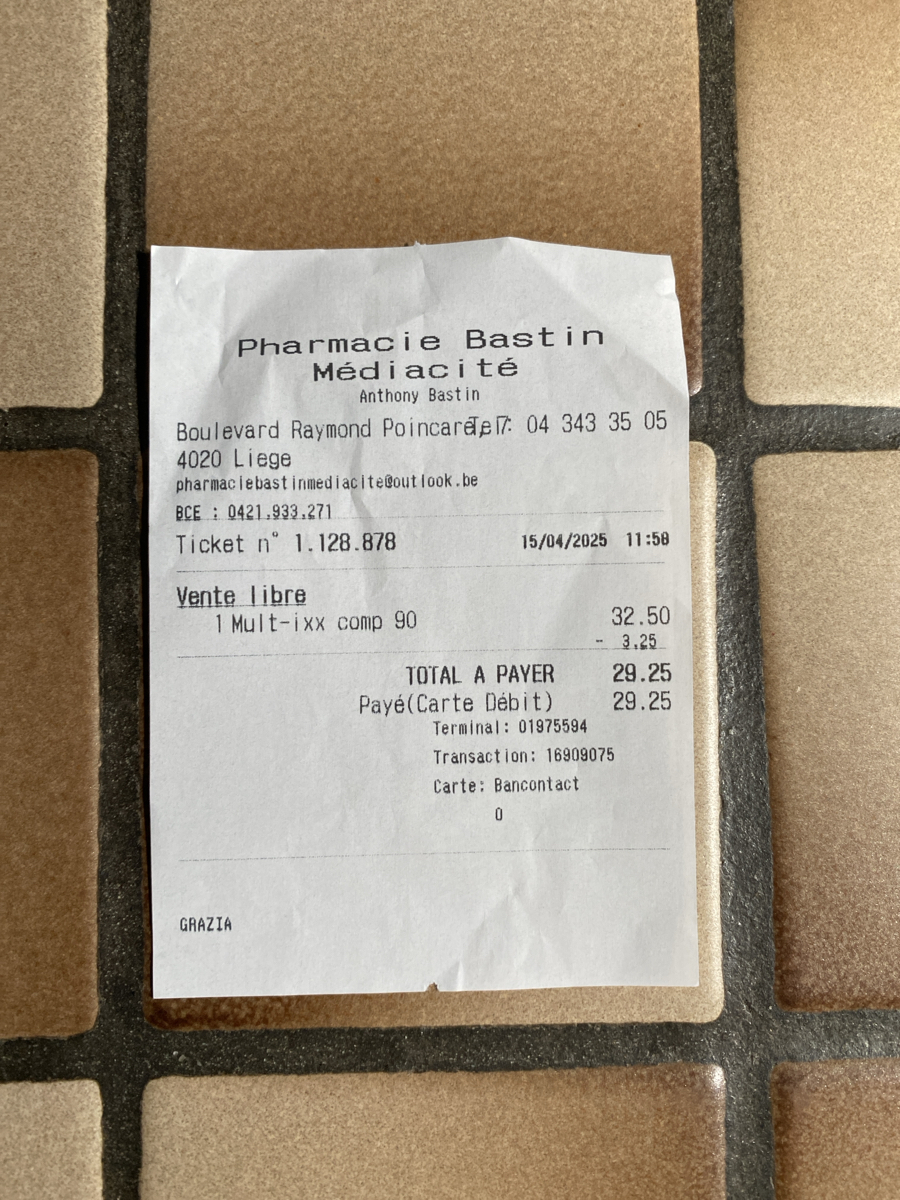 Pharmacie Bastin
Médiacité
Anthony Bastin
Boulevard Raymond Poincaré, 7 Tel: 04 343 35 05
4020 Liege
pharmaciebastinmediacite@outlook.be
BCE : 0421.933.271
Ticket n° 1.128.878 15/04/2025 11:58
Vente libre
1 Mult-ixx comp 90 32.50
- 3.25
TOTAL A PAYER 29.25
Payé(Carte Débit) 29.25
Terminal: 01975594
Transaction: 16909075
Carte: Bancontact
0
GRAZIA